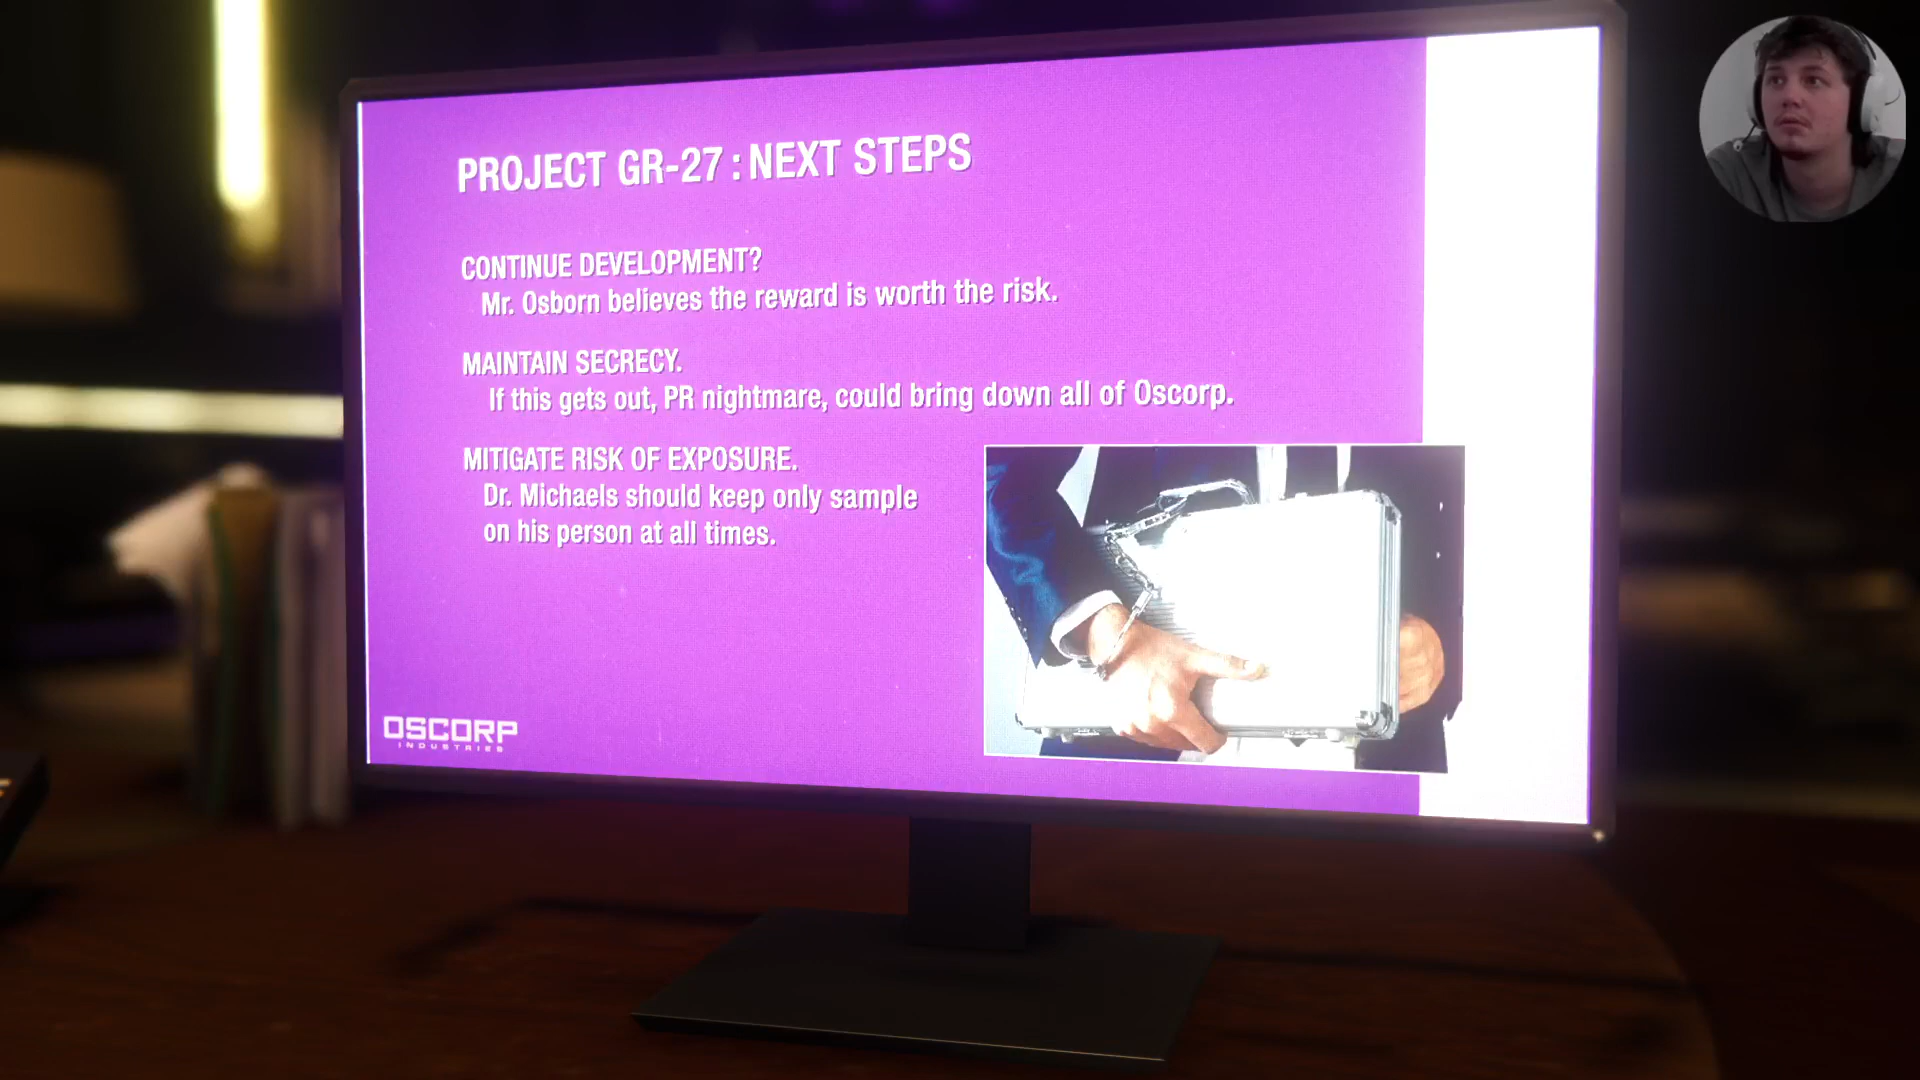 PROJECT GR-27 : NEXT STEPS
CONTINUE DEVELOPMENT?
Mr. Osborn believes the reward is worth the risk.
MAINTAIN SECRECY.
If this gets out, PR nightmare, could bring down all of Oscorp.
MITIGATE RISK OF EXPOSURE.
Dr. Michaels should keep only sample
on his person at all times.
OSCORP
INDUSTRIES